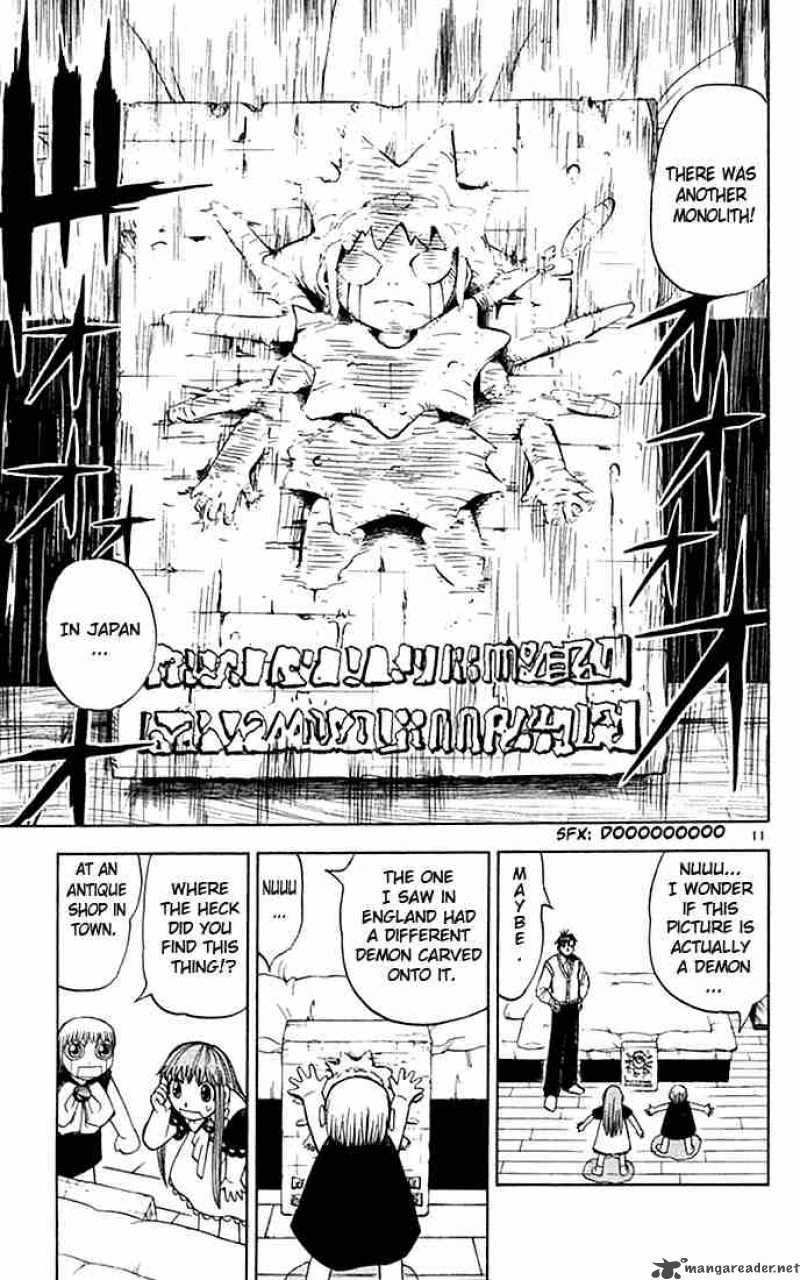 THERE WAS
ANOTHER
MONOLITH!
IN JAPAN
...
SFX: DOOOOOOOOOO
11
NUUU...
I WONDER
IF THIS
PICTURE IS
ACTUALLY
A DEMON
...
MAYBE.
THE ONE
I SAW IN
ENGLAND HAD
A DIFFERENT
DEMON CARVED
ONTO IT.
NUUU
...
WHERE
THE HECK
DID YOU
FIND THIS
THING!?
AT AN
ANTIQUE
SHOP IN
TOWN.
mangareader.net